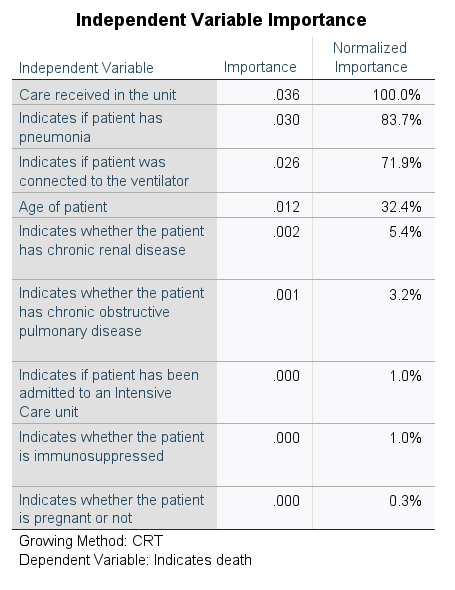 Independent Variable Importance
Independent Variable Importance Normalized Importance
Care received in the unit .036 100.0%
Indicates if patient has .030 83.7%
pneumonia
Indicates if patient was .026 71.9%
connected to the ventilator
Age of patient .012 32.4%
Indicates whether the patient .002 5.4%
has chronic renal disease
Indicates whether the patient .001 3.2%
has chronic obstructive
pulmonary disease
Indicates if patient has been .000 1.0%
admitted to an Intensive
Care unit
Indicates whether the patient .000 1.0%
is immunosuppressed
Indicates whether the patient .000 0.3%
is pregnant or not
Growing Method: CRT
Dependent Variable: Indicates death